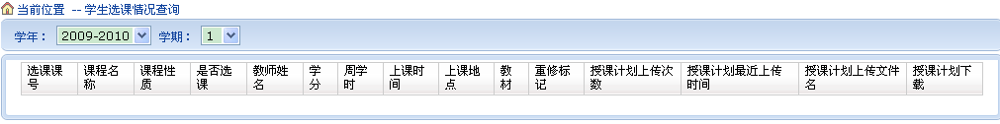 当前位置 -- 学生选课情况查询
学年： 2009-2010 学期： 1
选课课号 课程名称 课程性质 是否选课 教师姓名 学分 周学时 上课时间 上课地点 教材 重修标记 授课计划上传次数 授课计划最近上传时间 授课计划上传文件名 授课计划下载